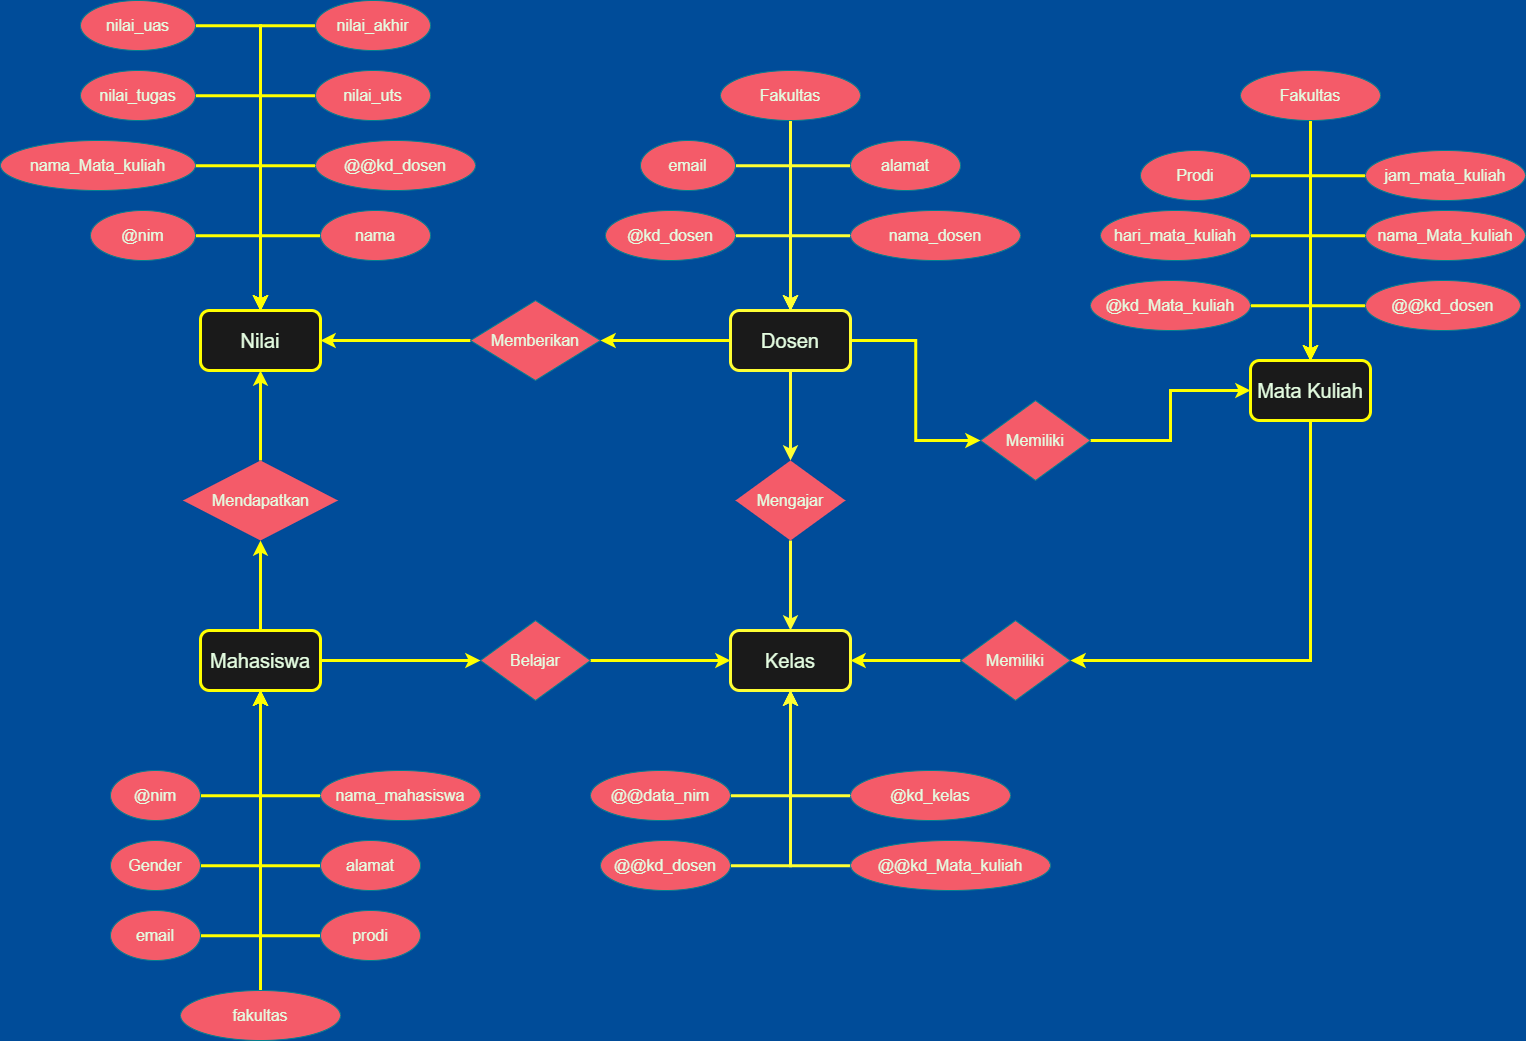 nilai_uas
nilai_akhir
nilai_tugas
nilai_uts
Fakultas
Fakultas
nama_Mata_kuliah
@@kd_dosen
email
alamat
Prodi
jam_mata_kuliah
@nim
nama
@kd_dosen
nama_dosen
hari_mata_kuliah
nama_Mata_kuliah
@kd_Mata_kuliah
@@kd_dosen
Nilai
Memberikan
Dosen
Mata Kuliah
Memiliki
Mendapatkan
Mengajar
Mahasiswa
Belajar
Kelas
Memiliki
@nim
nama_mahasiswa
@@data_nim
@kd_kelas
Gender
alamat
@@kd_dosen
@@kd_Mata_kuliah
email
prodi
fakultas